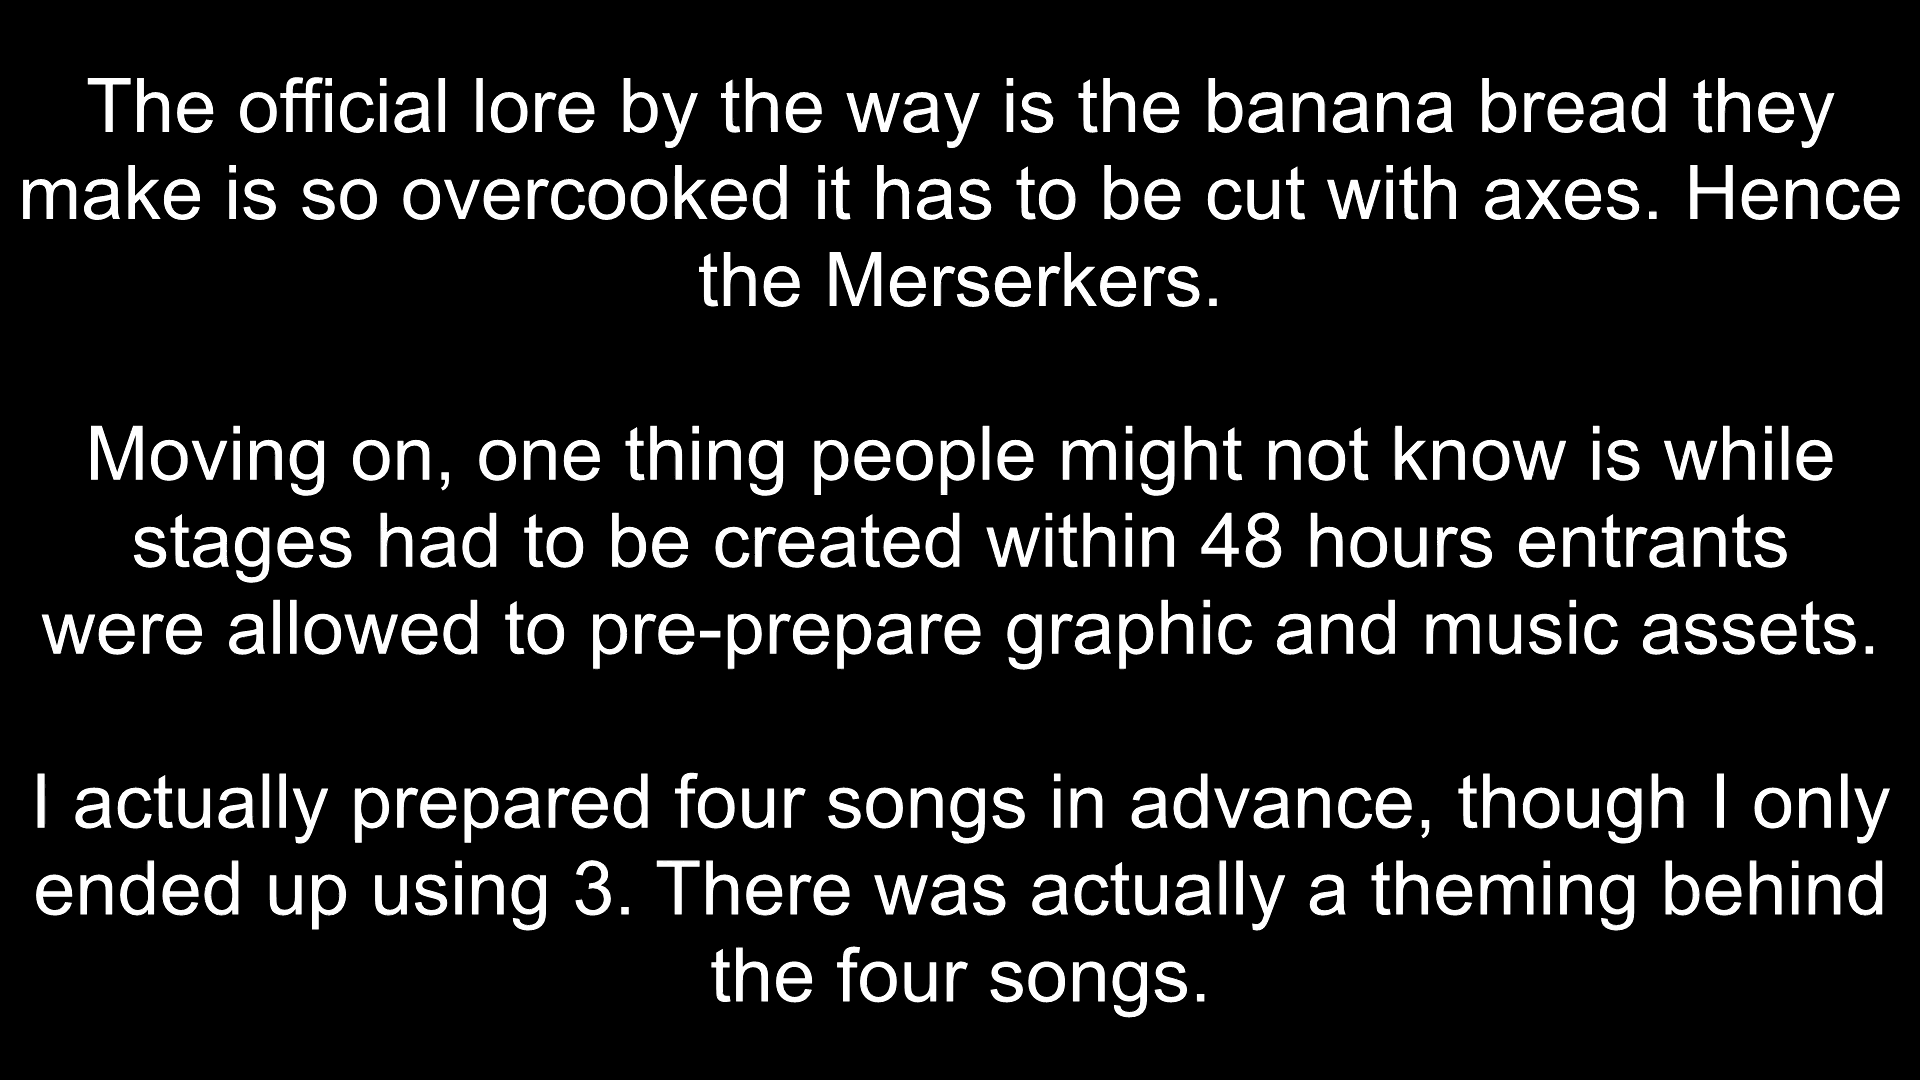 The official lore by the way is the banana bread they
make is so overcooked it has to be cut with axes. Hence
the Merserkers.
Moving on, one thing people might not know is while
stages had to be created within 48 hours entrants
were allowed to pre-prepare graphic and music assets.
I actually prepared four songs in advance, though I only
ended up using 3. There was actually a theming behind
the four songs.